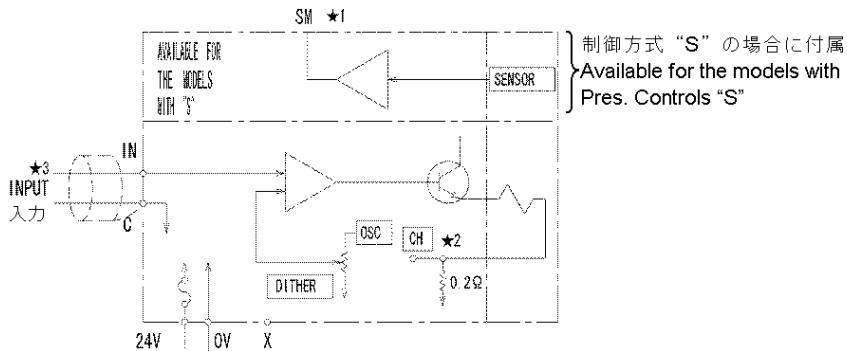 SM ★1
AVAILABLE FOR
THE MODELS
WITH "S"
SENSOR
制御方式 “S” の場合に付属
Available for the models with
Pres. Controls “S”
IN
★3
INPUT
入力
C
OSC
CH ★2
DITHER
0.2Ω
24V 0V X